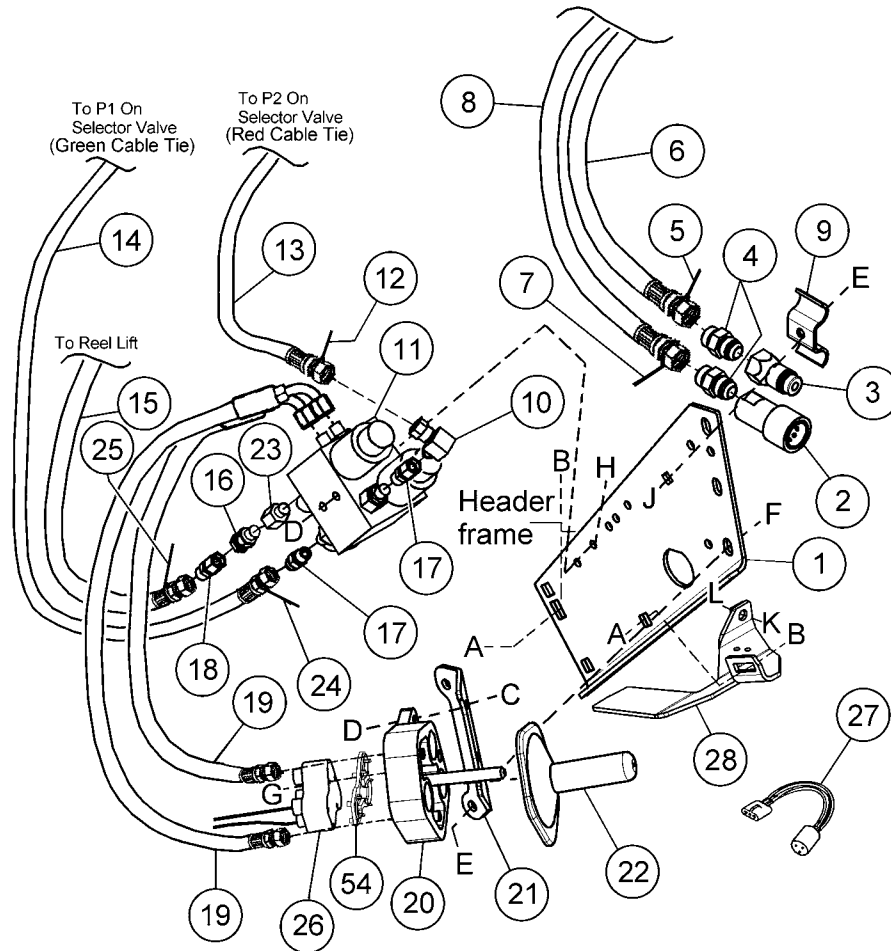 To P1 On
Selector Valve
(Green Cable Tie)
To P2 On
Selector Valve
(Red Cable Tie)
8
6
14
13
5
4
9
E
12
7
To Reel Lift
11
3
15
10
25
16
23
B
H
2
D
Header
frame
J
F
17
1
A
A
L
K
B
18
24
17
28
19
D
C
27
G
E
22
19
26
54
20
21